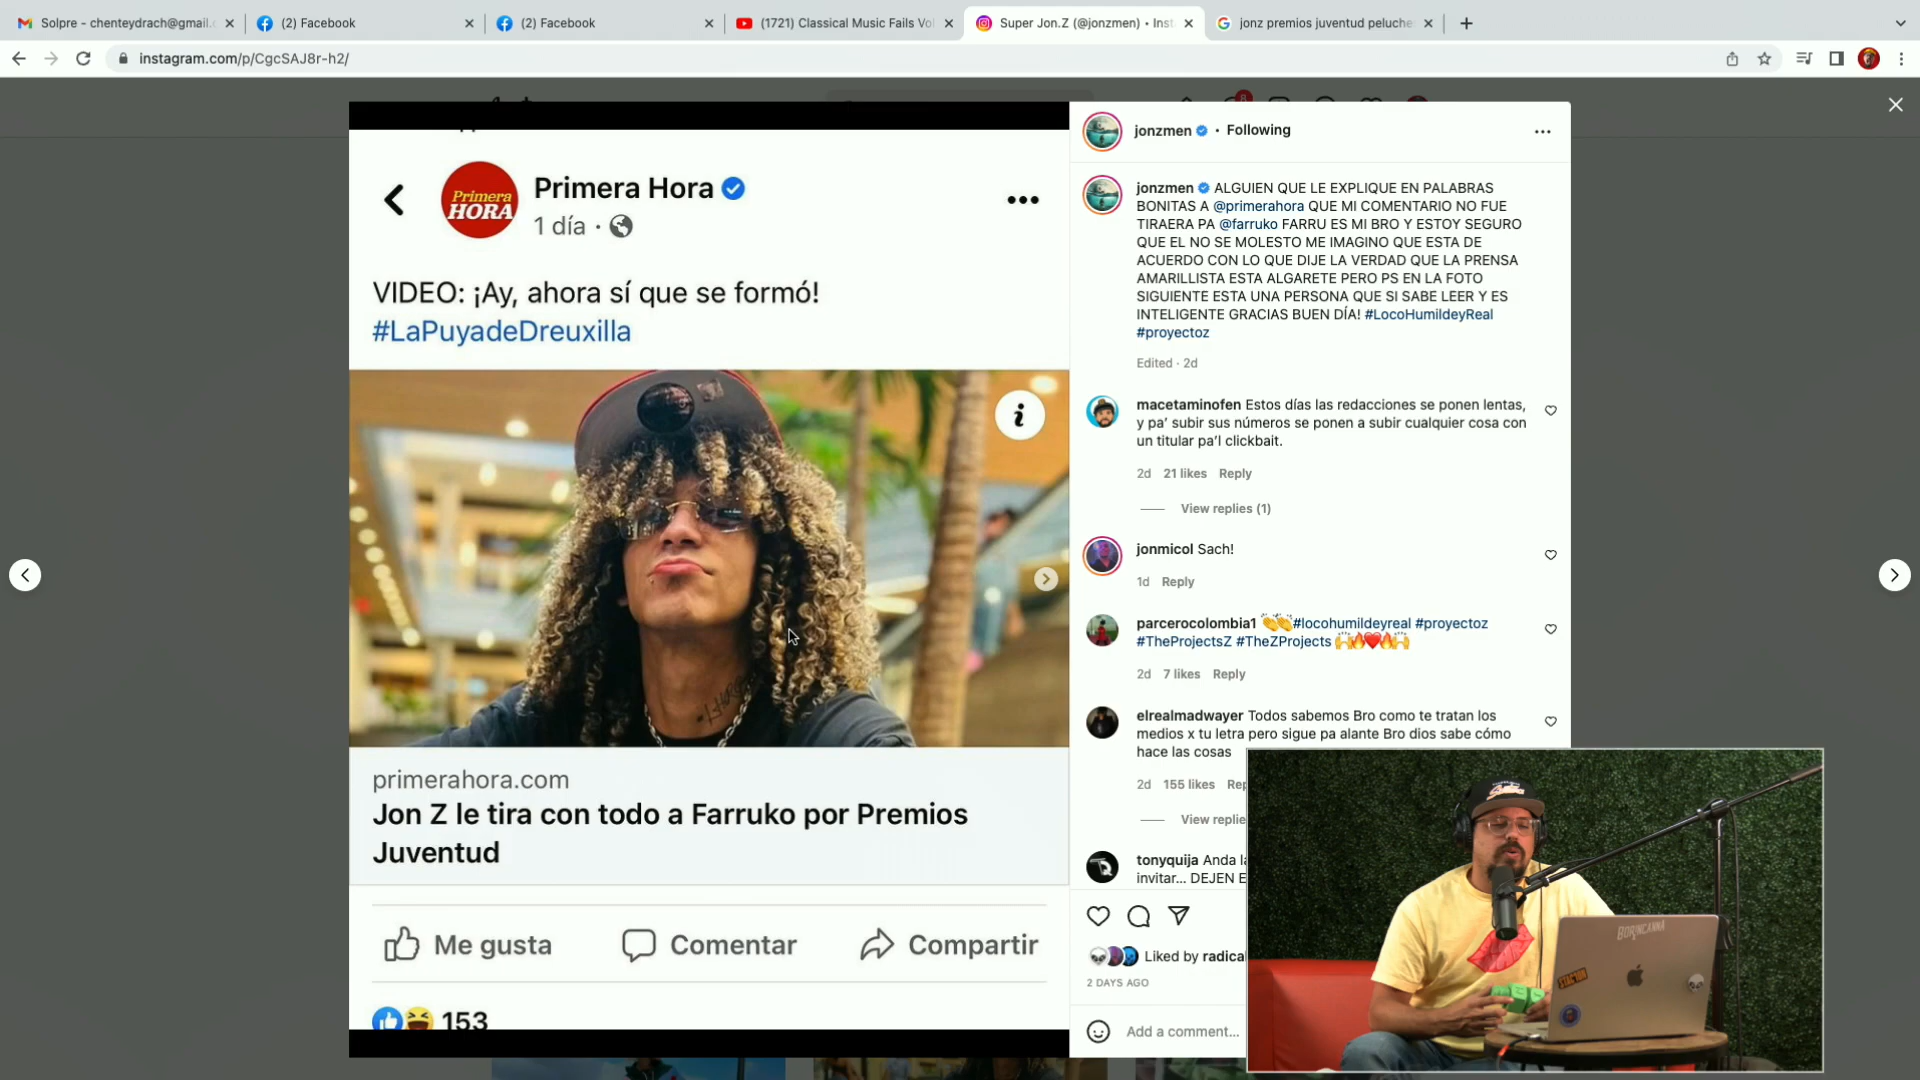 Solpre - chenteydrach@gmail.c
(2) Facebook
(2) Facebook
(1721) Classical Music Fails Vol
Super Jon.Z (@jonzmen) • Inst
jonz premios juventud peluche
instagram.com/p/CgcSAJ8r-h2/
8
Primera
HORA
Primera Hora
1 día ·
VIDEO: ¡Ay, ahora sí que se formó!
#LaPuyadeDreuxilla
primerahora.com
Jon Z le tira con todo a Farruko por Premios
Juventud
Me gusta
Comentar
Compartir
153
jonzmen • Following
jonzmen ALGUIEN QUE LE EXPLIQUE EN PALABRAS
BONITAS A @primerahora QUE MI COMENTARIO NO FUE
TIRAERA PA @farruko FARRU ES MI BRO Y ESTOY SEGURO
QUE EL NO SE MOLESTO ME IMAGINO QUE ESTA DE
ACUERDO CON LO QUE DIJE LA VERDAD QUE LA PRENSA
AMARILLISTA ESTA ALGARETE PERO PS EN LA FOTO
SIGUIENTE ESTA UNA PERSONA QUE SI SABE LEER Y ES
INTELIGENTE GRACIAS BUEN DÍA! #LocoHumildeyReal
#proyectoz
Edited · 2d
macetaminofen Estos días las redacciones se ponen lentas,
y pa’ subir sus números se ponen a subir cualquier cosa con
un titular pa’l clickbait.
2d 21 likes Reply
View replies (1)
jonmicol Sach!
1d Reply
parcerocolombia1 👏👏#locohumildeyreal #proyectoz
#TheProjectsZ #TheZProjects 🙌🔥❤️🔥🙌
2d 7 likes Reply
elrealmadwayer Todos sabemos Bro como te tratan los
medios x tu letra pero sigue pa alante Bro dios sabe cómo
hace las cosas
2d 155 likes Rep
View replie
tonyquija Anda la
invitar... DEJEN E
Liked by radical
2 DAYS AGO
Add a comment...
BORINCANNA